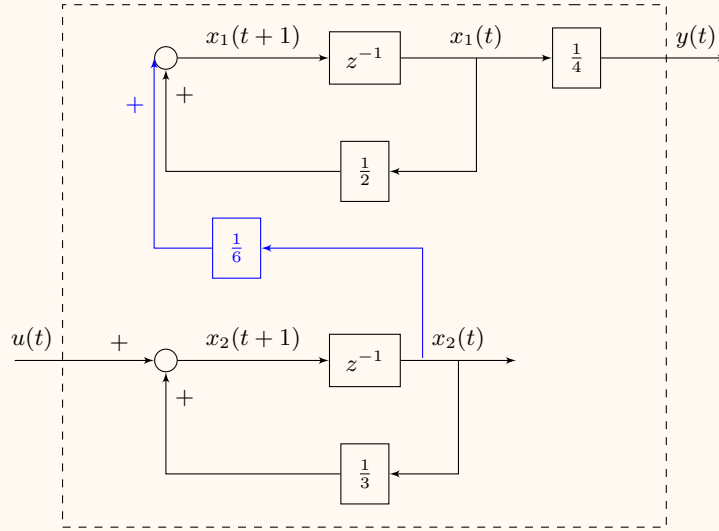 x₁(t+1)
z⁻¹
x₁(t)
1/4
y(t)
+
+
1/2
1/6
u(t)
+
x₂(t+1)
z⁻¹
x₂(t)
+
1/3